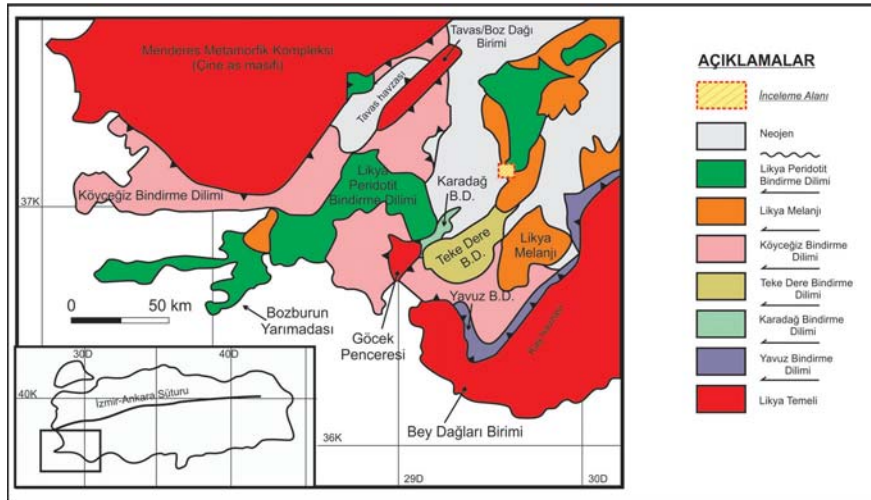 Menderes Metamorfik Kompleksi
(Çine as-masifi)
Tavas/Boz Dağı
Birimi
Tavas havzası
Köyceğiz Bindirme Dilimi
Likya
Peridotit
Bindirme Dilimi
Karadağ
B.D.
Teke Dere
B.D.
Likya
Melanjı
Yavuz B.D.
37K
0 50 km
Bozburun
Yarımadası
Göcek
Penceresi
Bey Dağları Birimi
36K
29D
30D
30D
40D
40K
İzmir-Ankara Süturu
AÇIKLAMALAR
İnceleme Alanı
Neojen
Likya Peridotit
Bindirme Dilimi
Likya Melanjı
Köyceğiz Bindirme
Dilimi
Teke Dere Bindirme
Dilimi
Karadağ Bindirme
Dilimi
Yavuz Bindirme
Dilimi
Likya Temeli